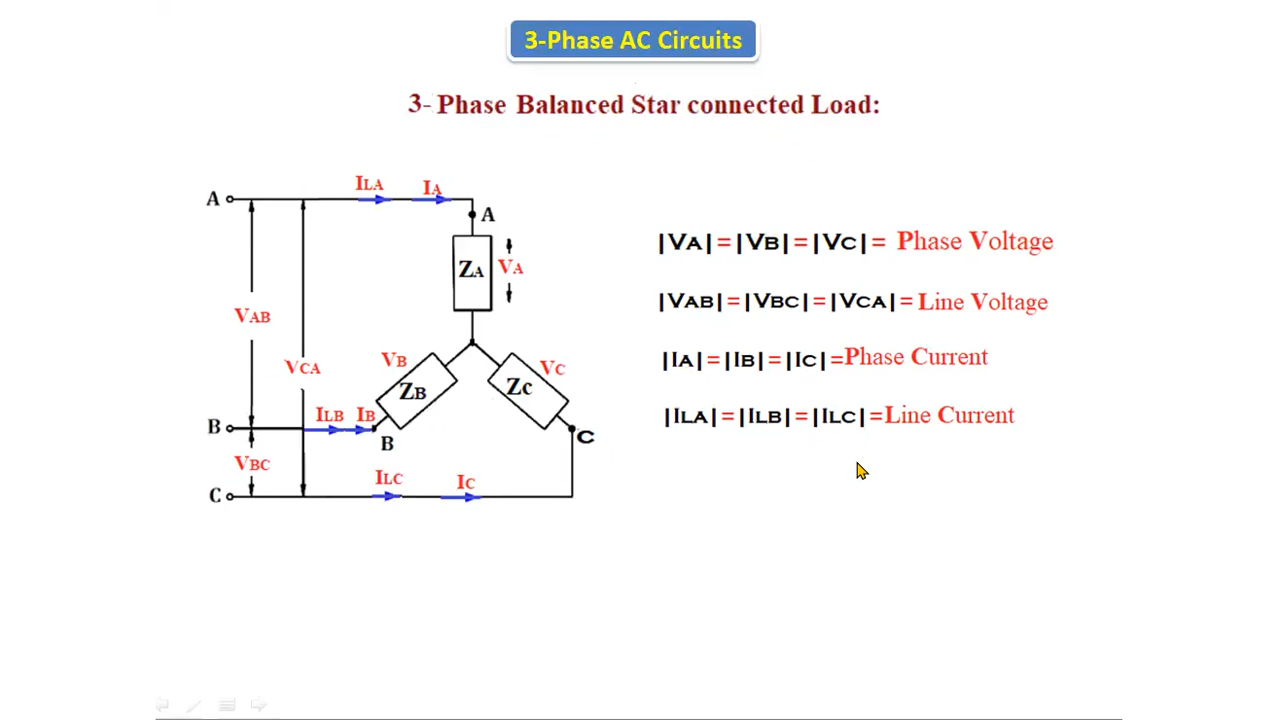 3-Phase AC Circuits
3- Phase Balanced Star connected Load:
ILA IA
A
A
ZA VA
VAB
VCA
VB VC
ZB ZC
ILB IB
B
B
C
VBC
ILC IC
C
|VA|=|VB|=|VC|= Phase Voltage
|VAB|=|VBC|=|VCA|= Line Voltage
|IA|=|IB|=|IC|=Phase Current
|ILA|=|ILB|=|ILC|=Line Current